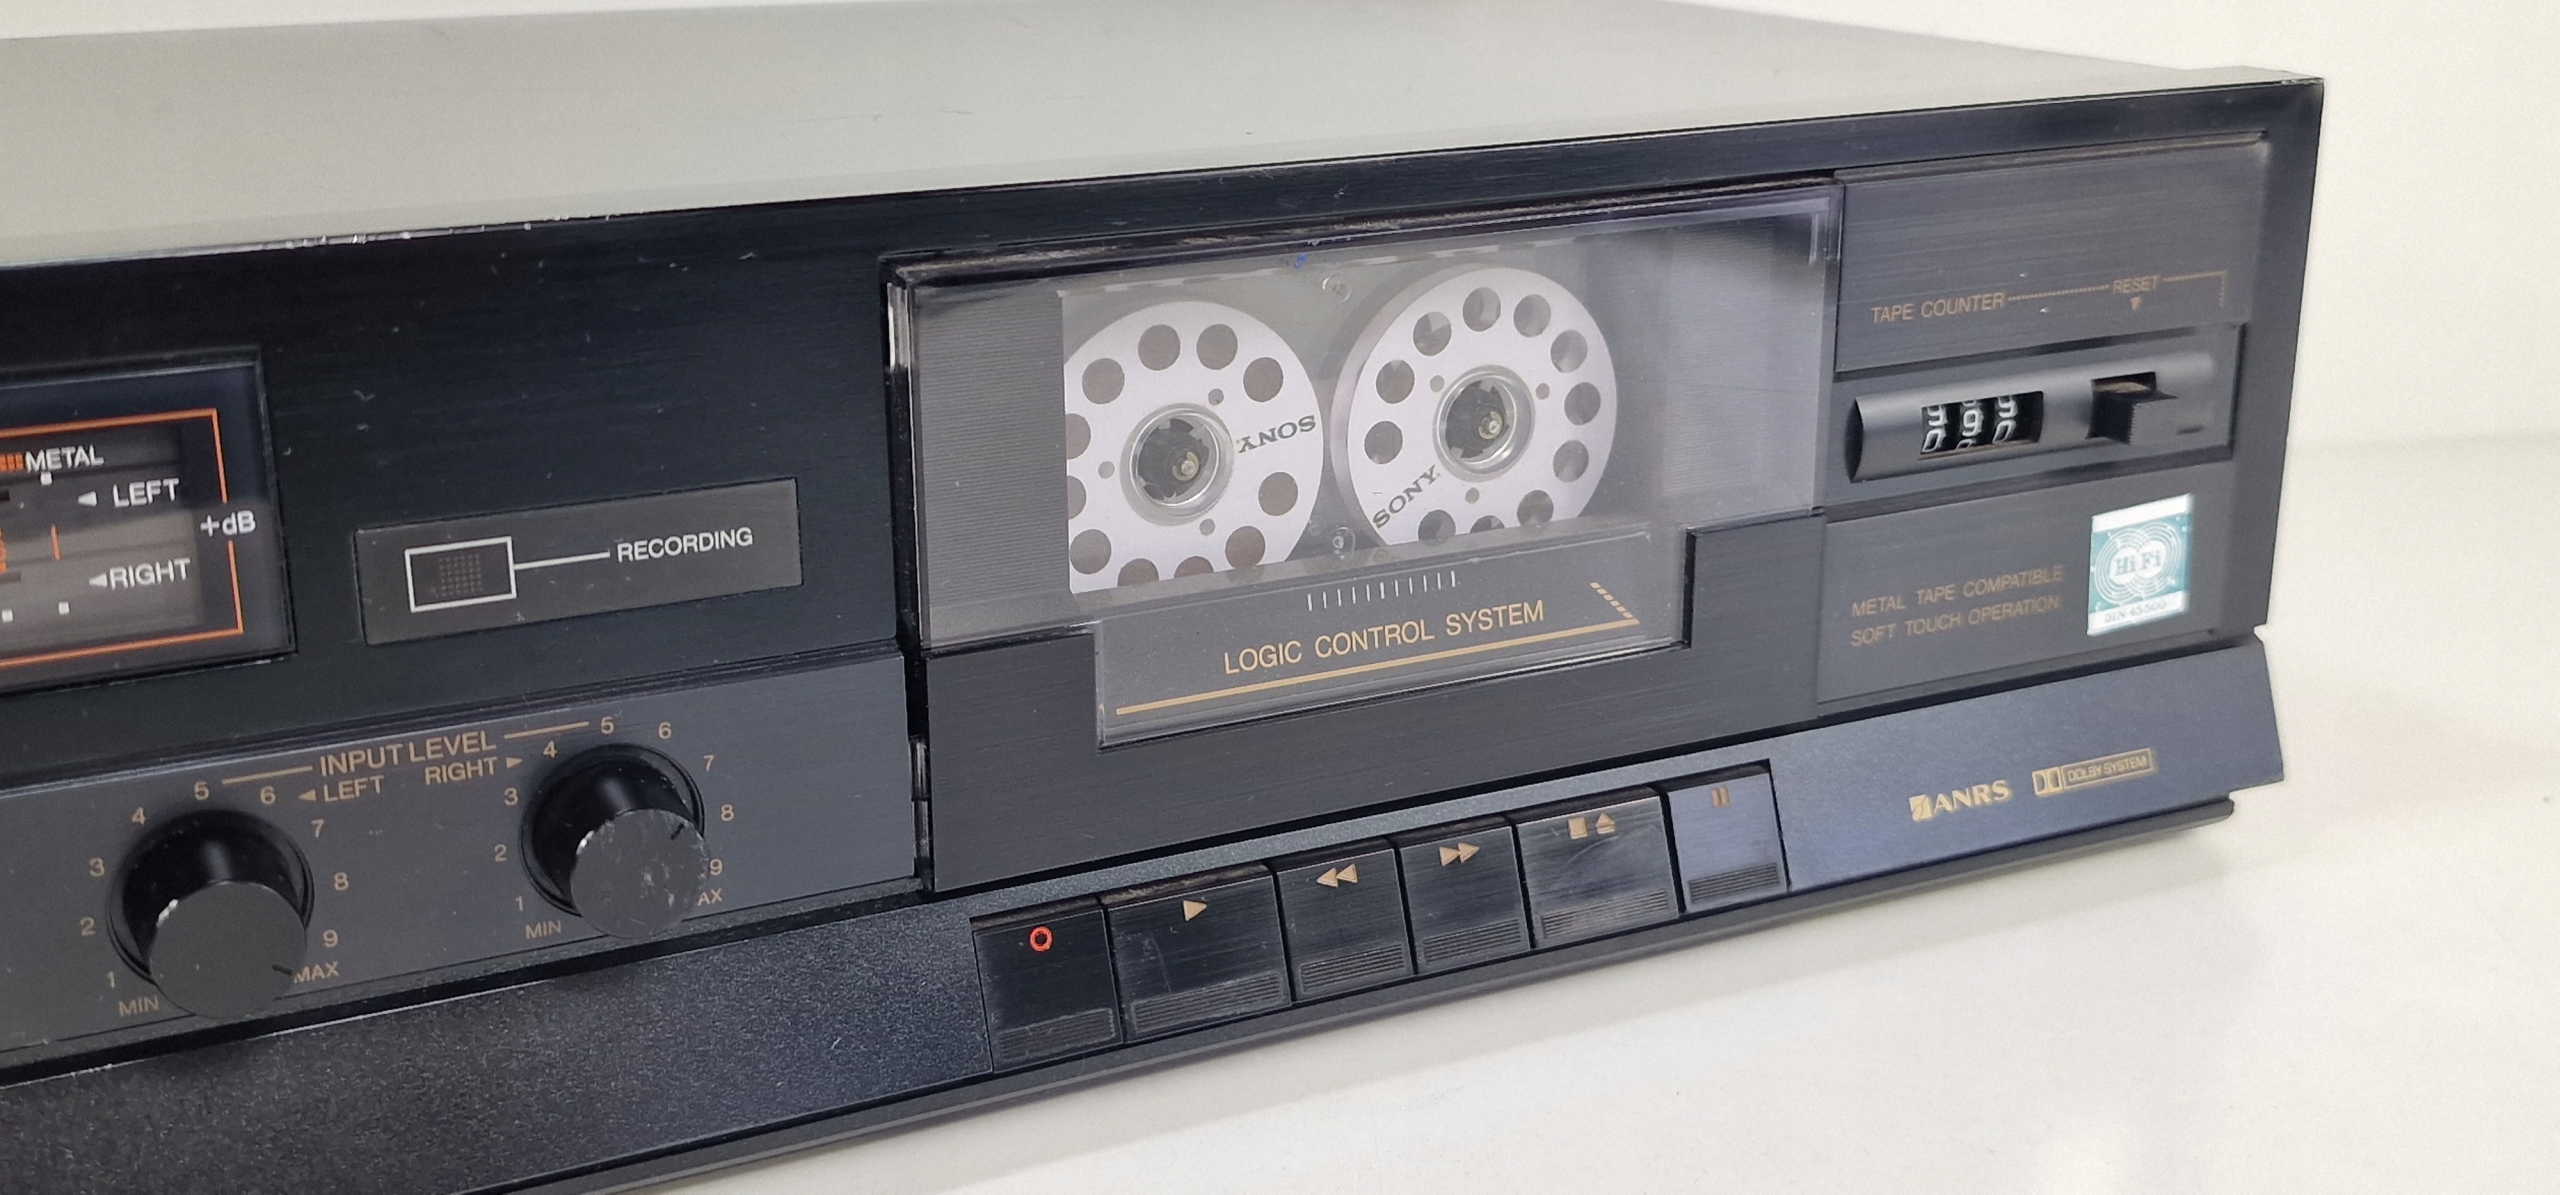 METAL
LEFT
+dB
RIGHT
RECORDING
SONY
SONY
LOGIC CONTROL SYSTEM
TAPE COUNTER
RESET
METAL TAPE COMPATIBLE
SOFT TOUCH OPERATION
Hi Fi
DIN 45500
INPUT LEVEL
LEFT RIGHT
MIN 1 2 3 4 5 6 7 8 9 MAX
MIN 1 2 3 4 5 6 7 8 9
ANRS
DOLBY SYSTEM